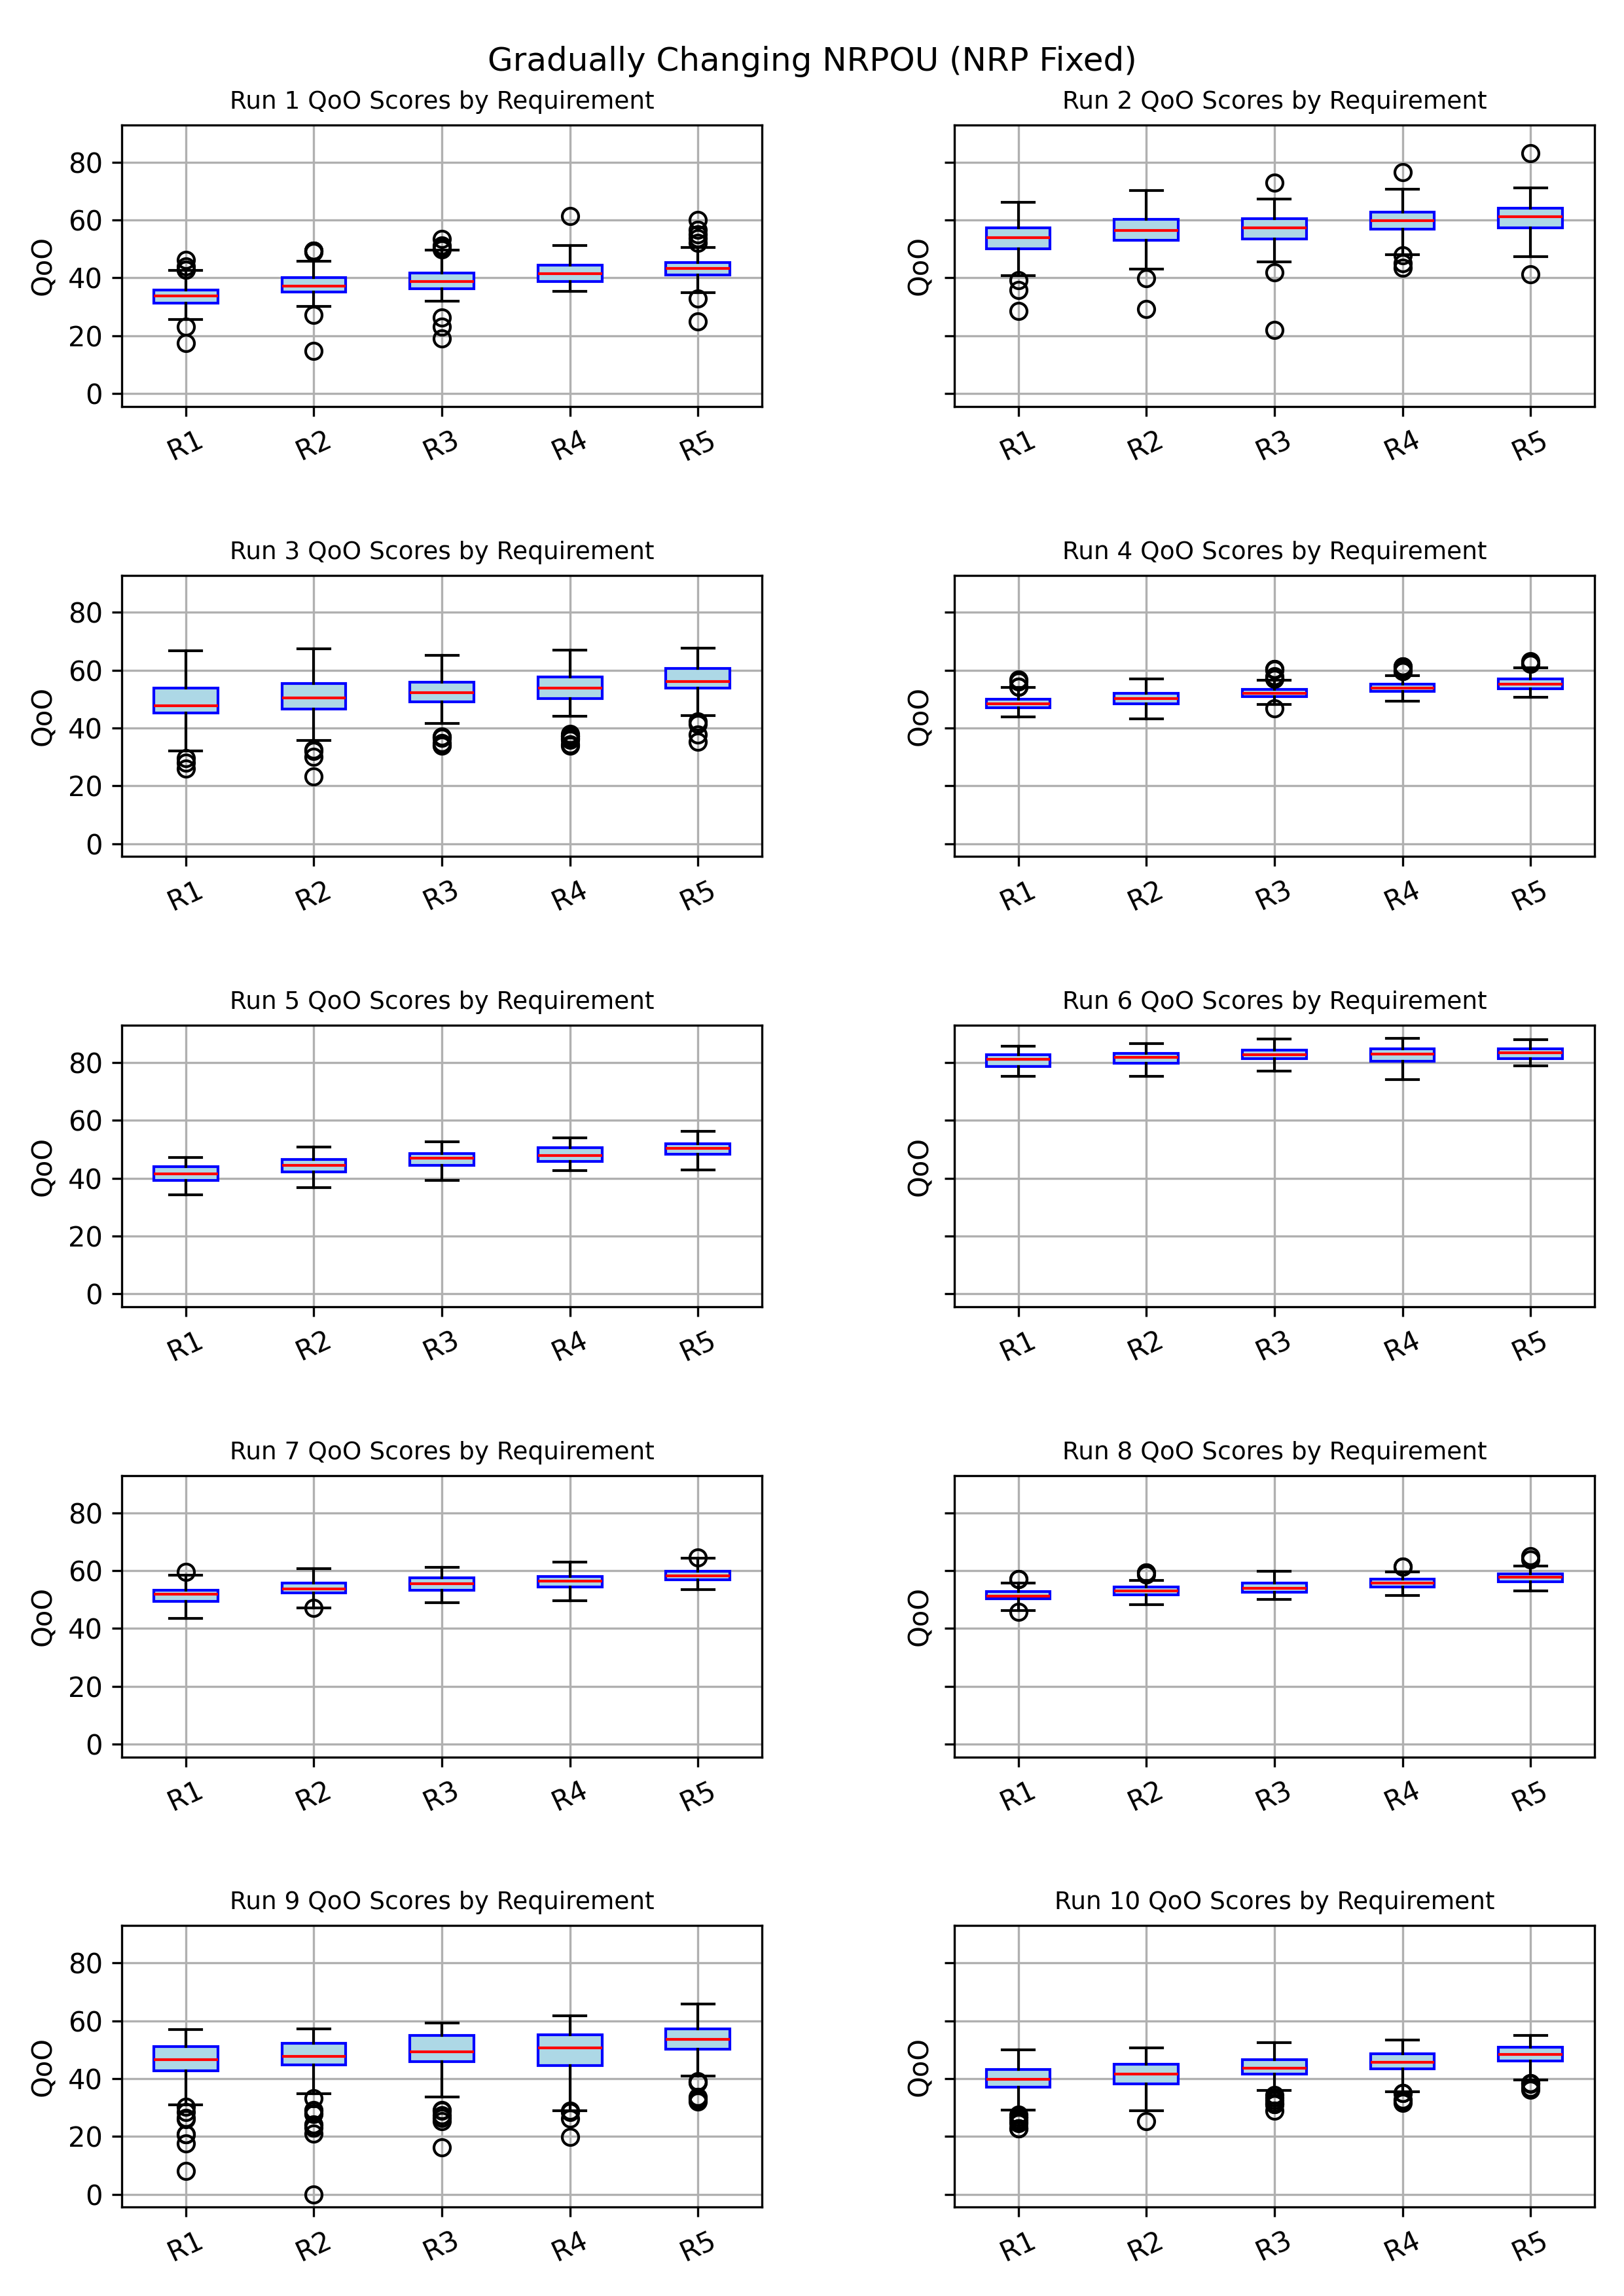 Gradually Changing NRPOU (NRP Fixed)
Run 1 QoO Scores by Requirement
QoO
80
60
40
20
0
R1 R2 R3 R4 R5
Run 2 QoO Scores by Requirement
QoO
R1 R2 R3 R4 R5
Run 3 QoO Scores by Requirement
QoO
80
60
40
20
0
R1 R2 R3 R4 R5
Run 4 QoO Scores by Requirement
QoO
R1 R2 R3 R4 R5
Run 5 QoO Scores by Requirement
QoO
80
60
40
20
0
R1 R2 R3 R4 R5
Run 6 QoO Scores by Requirement
QoO
R1 R2 R3 R4 R5
Run 7 QoO Scores by Requirement
QoO
80
60
40
20
0
R1 R2 R3 R4 R5
Run 8 QoO Scores by Requirement
QoO
R1 R2 R3 R4 R5
Run 9 QoO Scores by Requirement
QoO
80
60
40
20
0
R1 R2 R3 R4 R5
Run 10 QoO Scores by Requirement
QoO
R1 R2 R3 R4 R5